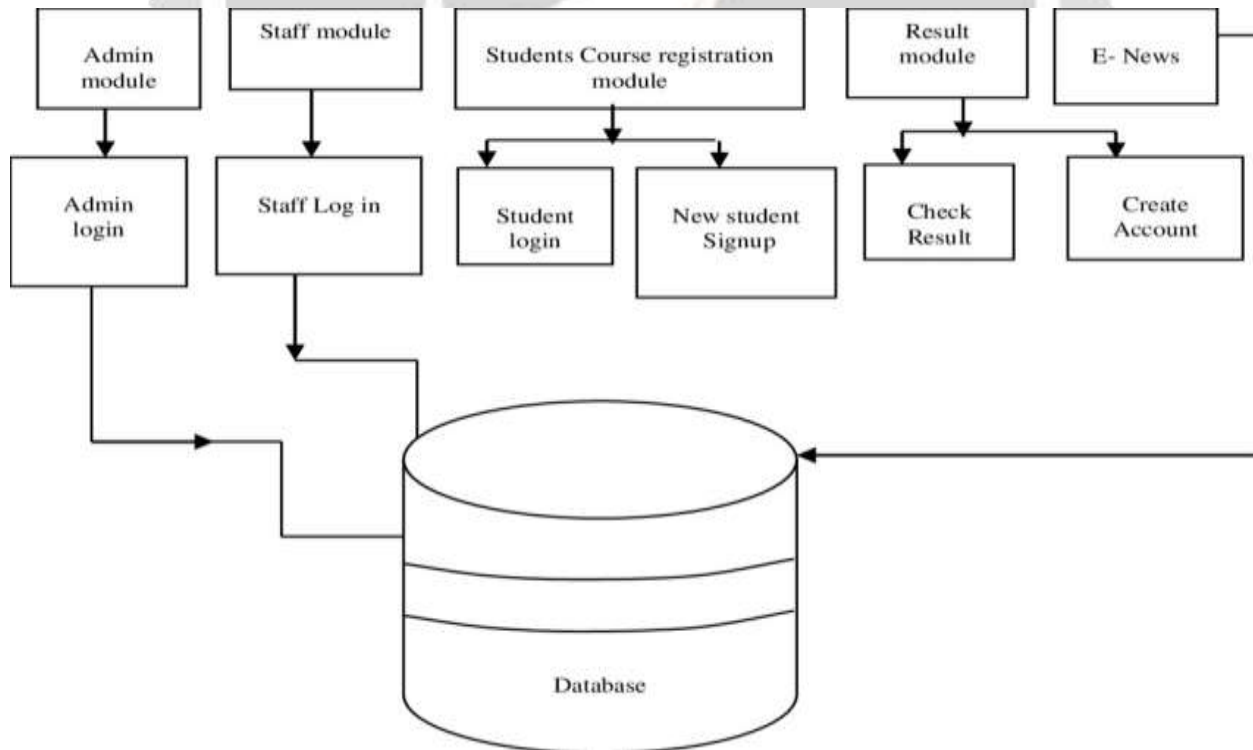 Admin
module
Staff module
Students Course registration
module
Result
module
E- News
Admin
login
Staff Log in
Student
login
New student
Signup
Check
Result
Create
Account
Database